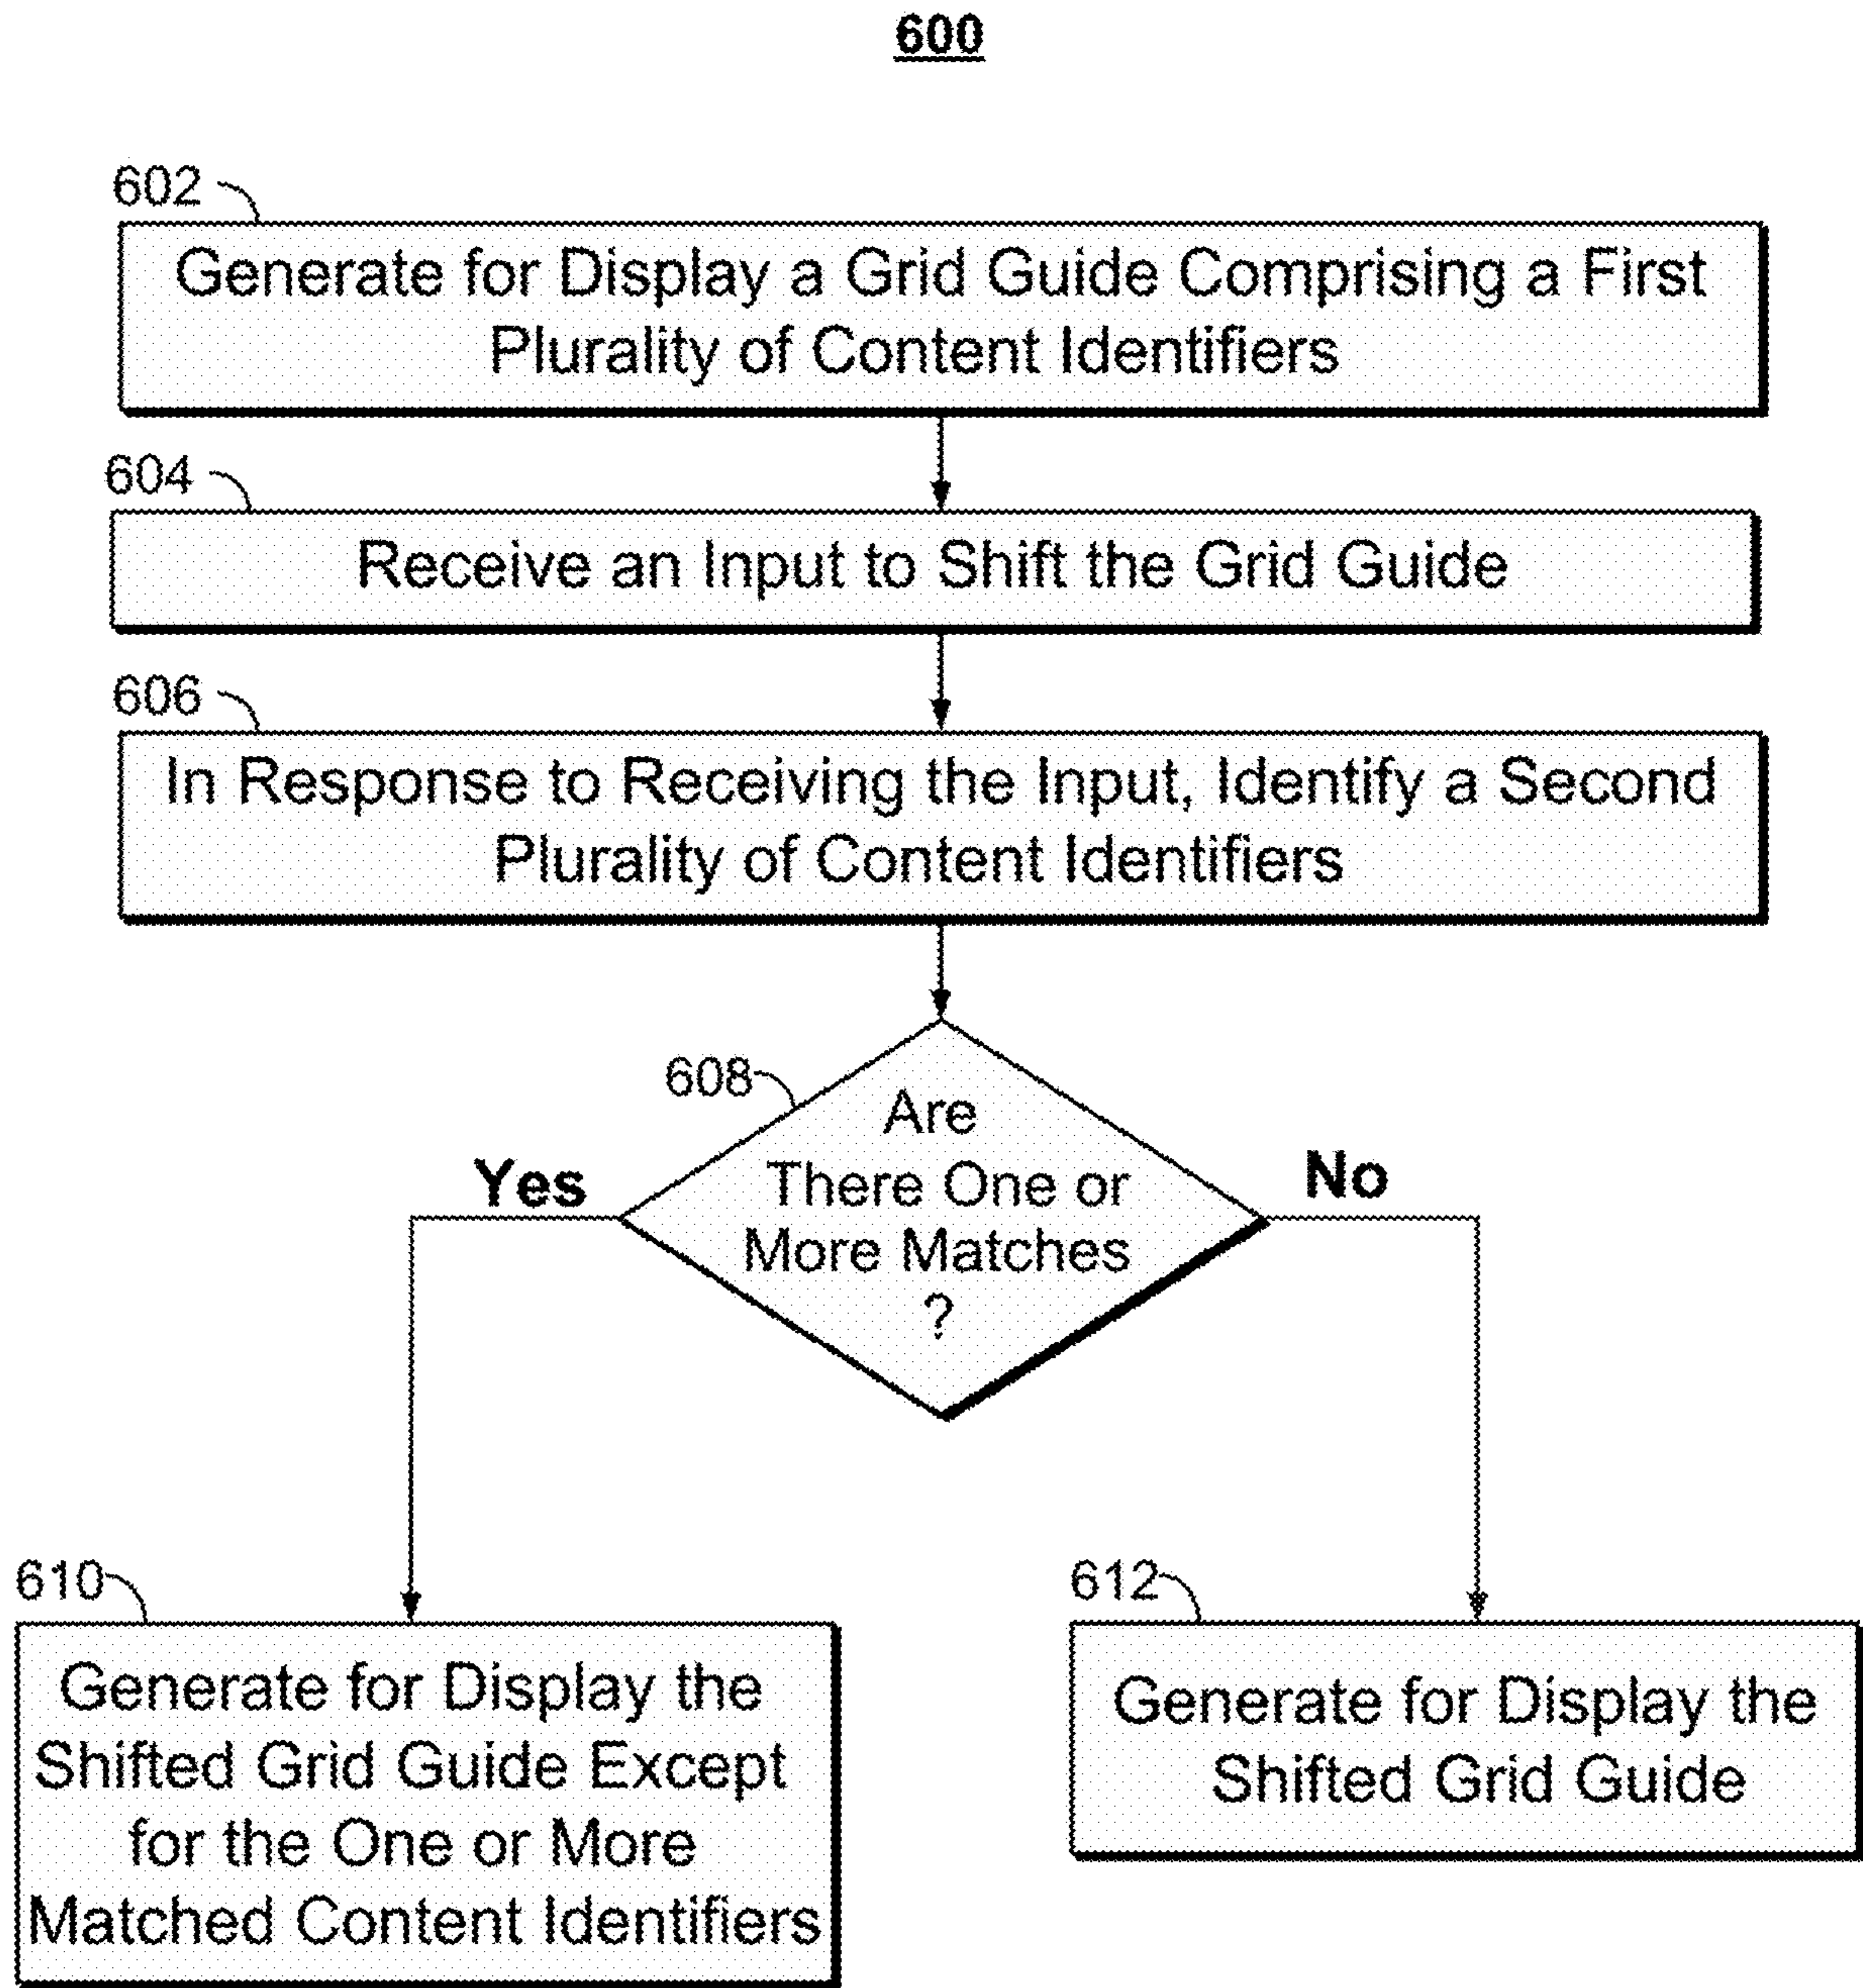 600
602
Generate for Display a Grid Guide Comprising a First
Plurality of Content Identifiers
604
Receive an Input to Shift the Grid Guide
606
In Response to Receiving the Input, Identify a Second
Plurality of Content Identifiers
608
Are
There One or
More Matches
?
Yes
No
610
Generate for Display the
Shifted Grid Guide Except
for the One or More
Matched Content Identifiers
612
Generate for Display the
Shifted Grid Guide